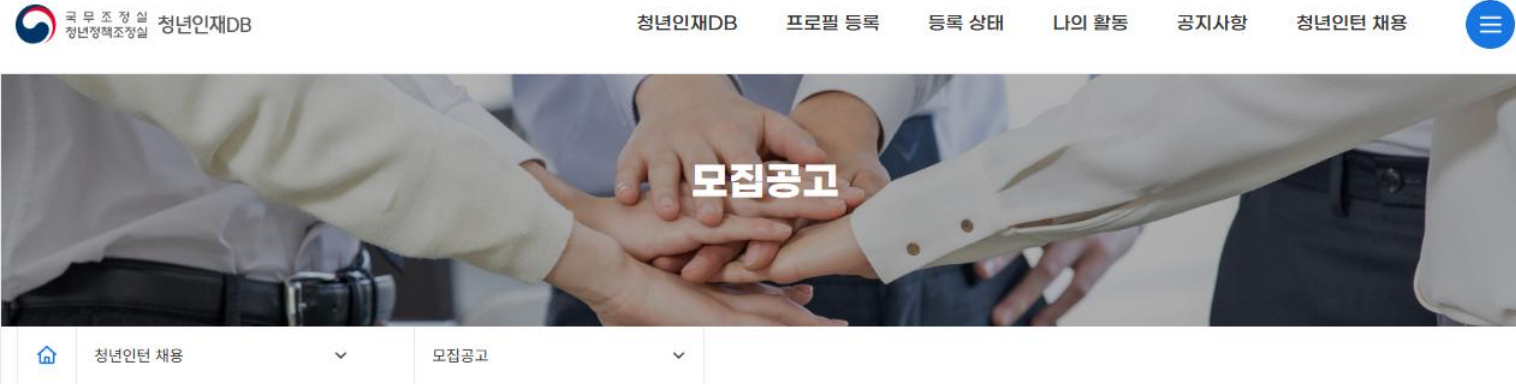 국무조정실
청년정책조정실
청년인재DB
청년인재DB 프로필 등록 등록 상태 나의 활동 공지사항 청년인턴 채용
모집공고
청년인턴 채용 모집공고